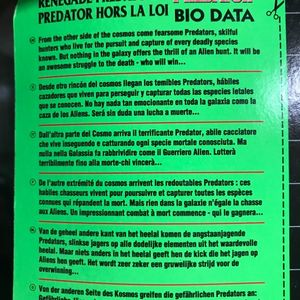 RENEGADE
PREDATOR HORS LA LOI
BIO DATA
From the other side of the cosmos come fearsome Predators, skilful
hunters who live for the pursuit and capture of every deadly species
known. But nothing in the galaxy offers the thrill of an Alien hunt. It will be
an awesome struggle to the death - who will win...
Desde otro rincón del cosmos llegan los temibles Predators, hábiles
cazadores que viven para perseguir y capturar todas las especies letales
que se conocen. No hay nada tan emocionante en toda la galaxia como la
caza de los Aliens. Será sin duda una lucha a muerte...
Dall'altra parte del Cosmo arriva il terrificante Predator, abile cacciatore
che vive inseguendo e catturando ogni specie mortale conosciuta. Ma
nulla nella Galassia fa rabbrividire come il Guerriero Alien. Lotterà
terribilmente fino alla morte-chi vincerà...
De l'autre extrémité du cosmos arrivent les redoutables Predators : ces
habiles chasseurs vivent pour poursuivre et capturer toutes les espèces
connues qui répandent la mort. Mais rien dans la galaxie n'égale la chasse
aux Aliens. Un impressionnant combat à mort commence - qui le gagnera...
Van de geheel andere kant van het heelal komen de angstaanjagende
Predators, slinkse jagers op alle dodelijke elementen uit het waardevolle
heelal. Maar niets anders in het heelal geeft hen de kick die het jagen op
Aliens hen geeft. Het wordt zeer zeker een gruwelijke strijd voor de
overwinning...
Von der anderen Seite des Kosmos greifen die gefährlichen Predators an: